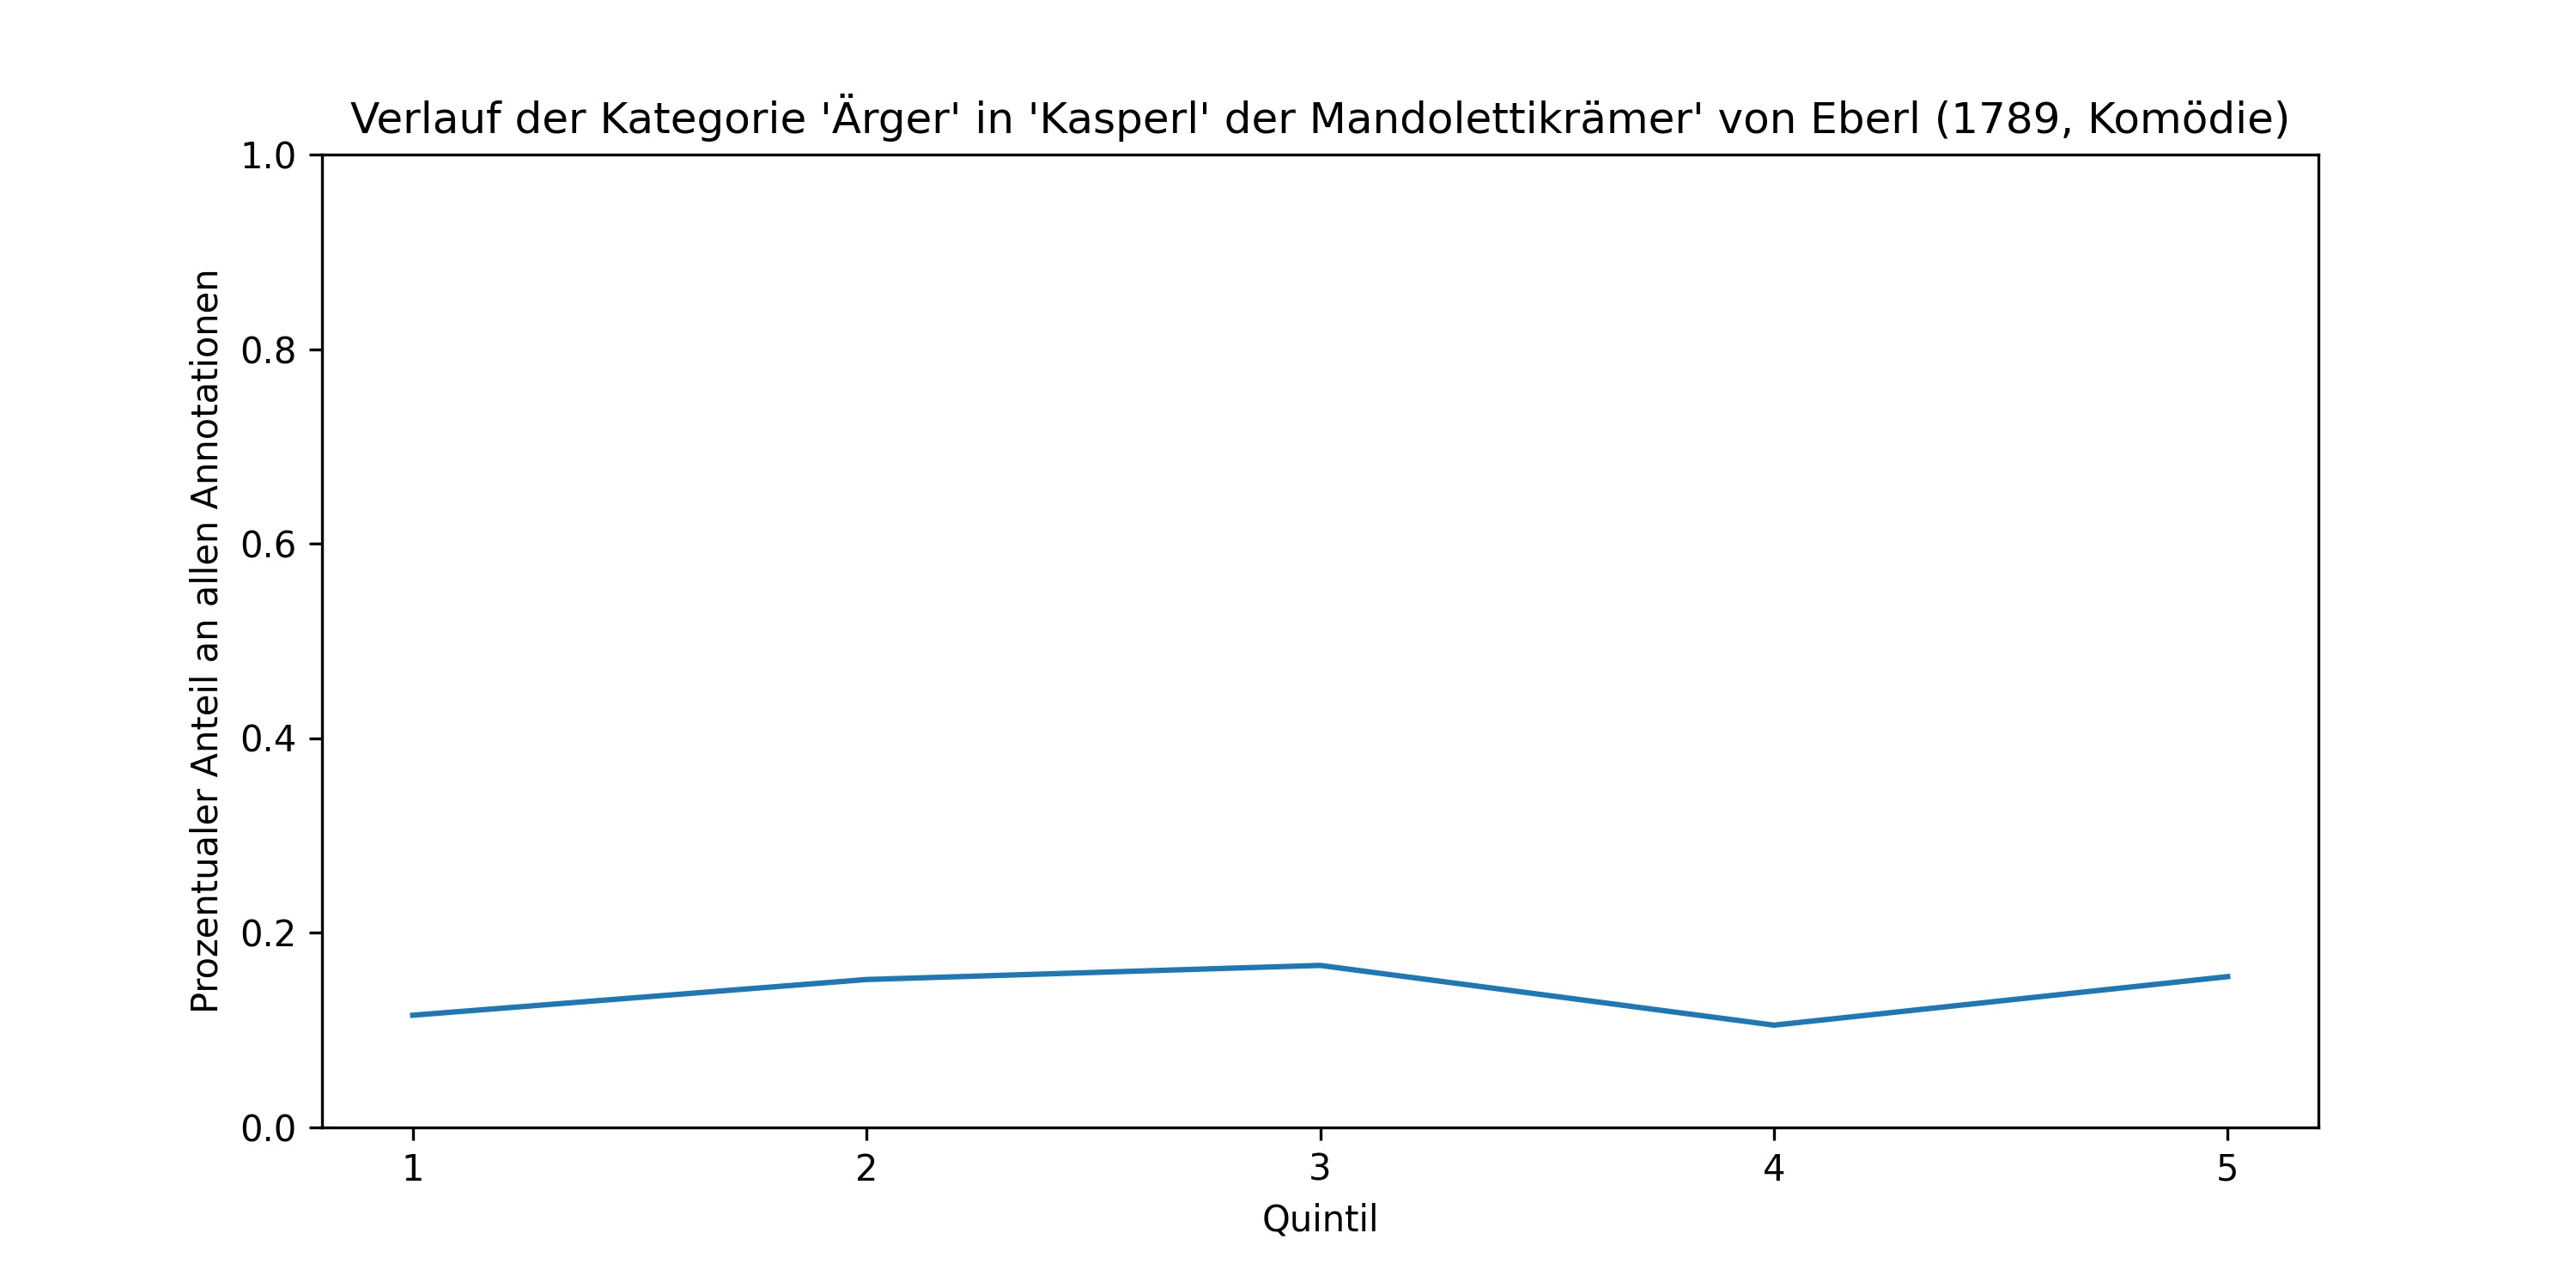 Verlauf der Kategorie 'Ärger' in 'Kasperl' der Mandolettikrämer' von Eberl (1789, Komödie)
Prozentualer Anteil an allen Annotationen
1.0
0.8
0.6
0.4
0.2
0.0
1 2 3 4 5
Quintil